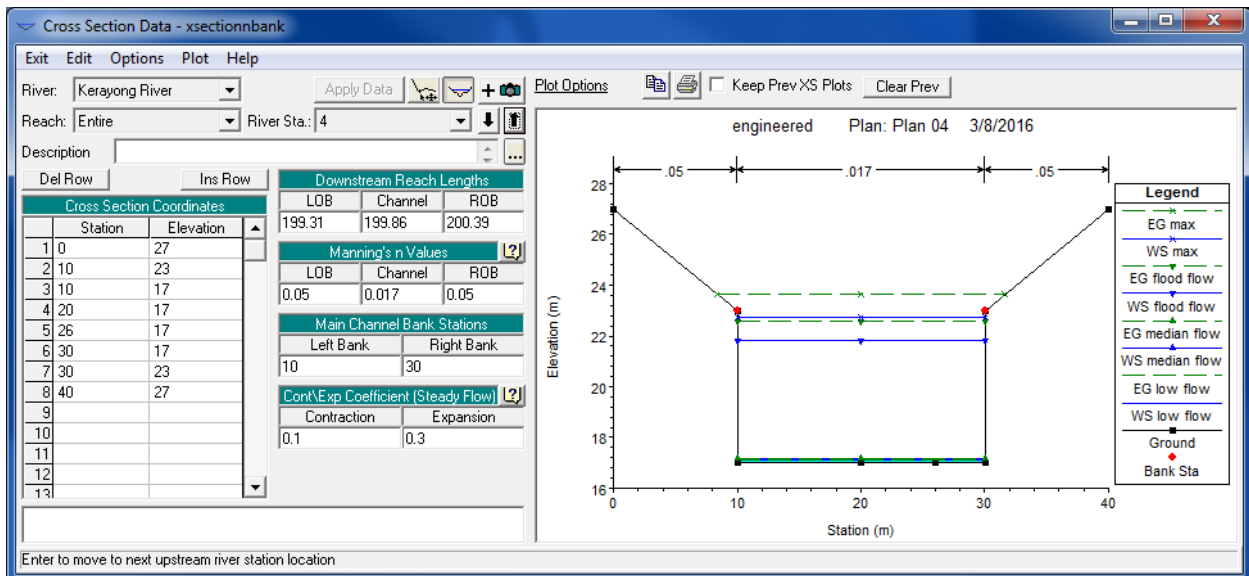 Cross Section Data - xsectionnbank
Exit Edit Options Plot Help
River: Kerayong River Apply Data
Reach: Entire River Sta.: 4
Description ...
Del Row Ins Row
Cross Section Coordinates
Station Elevation
1 0 27
2 10 23
3 10 17
4 20 17
5 26 17
6 30 17
7 30 23
8 40 27
9
10
11
12
13
Downstream Reach Lengths
LOB Channel ROB
199.31 199.86 200.39
Manning's n Values
LOB Channel ROB
0.05 0.017 0.05
Main Channel Bank Stations
Left Bank Right Bank
10 30
Cont\Exp Coefficient (Steady Flow)
Contraction Expansion
0.1 0.3
Plot Options Keep Prev XS Plots Clear Prev
engineered Plan: Plan 04 3/8/2016
.05 .017 .05
28
26
24
22
20
18
16
Elevation (m)
0 10 20 30 40
Station (m)
Legend
EG max
WS max
EG flood flow
WS flood flow
EG median flow
WS median flow
EG low flow
WS low flow
Ground
Bank Sta
Enter to move to next upstream river station location